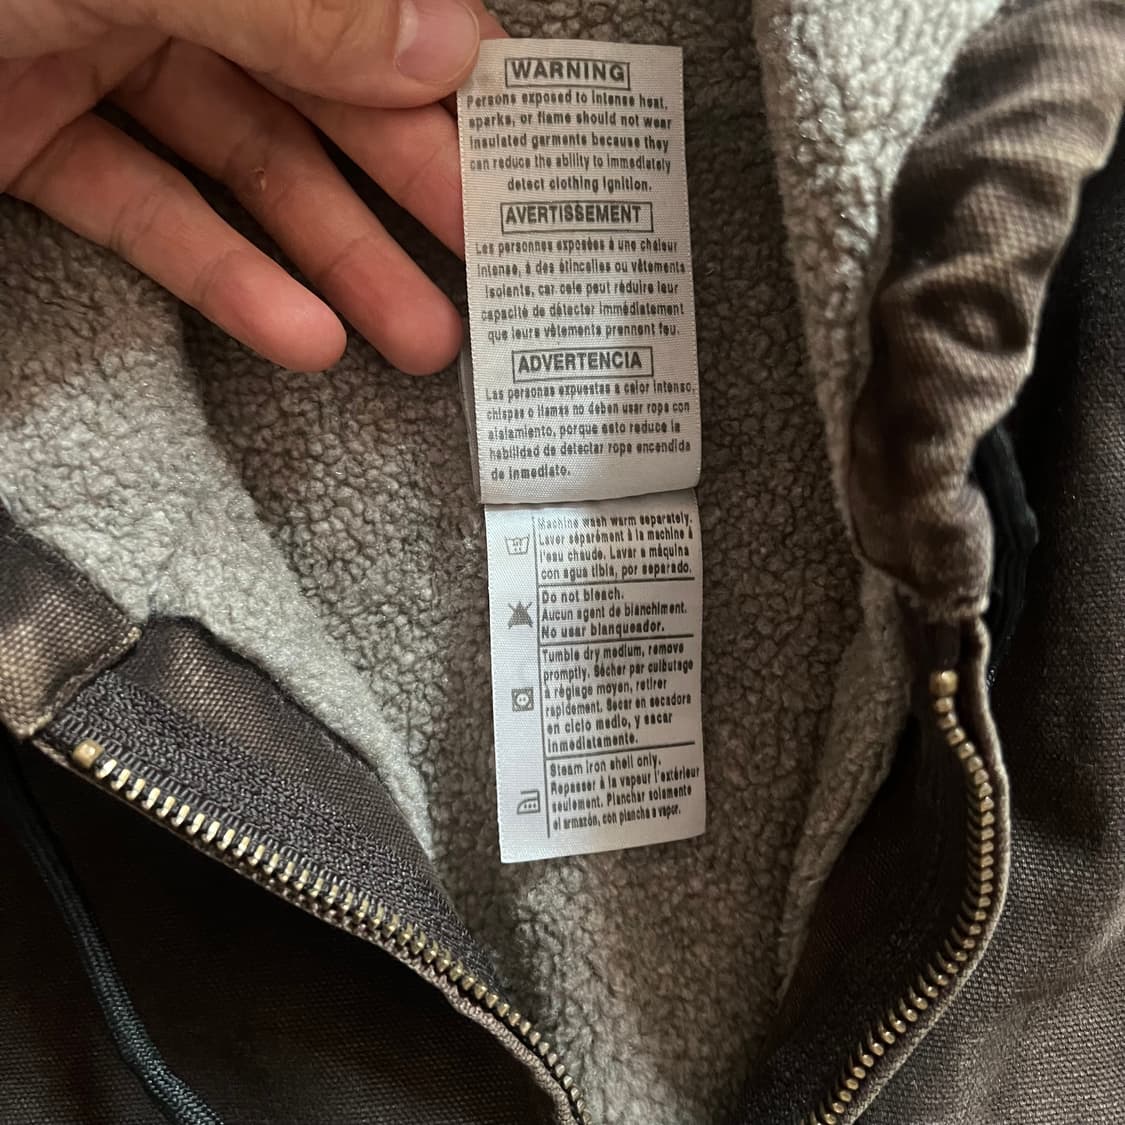 WARNING
Persons exposed to intense heat,
sparks, or flame should not wear
insulated garments because they
can reduce the ability to immediately
detect clothing ignition.
AVERTISSEMENT
Les personnes exposées à une chaleur
intense, à des étincelles ou vêtements
isolents, car cele peut réduire leur
capacité de détecter immédiatement
que leurs vêtements prennent feu.
ADVERTENCIA
Las personas expuestas a calor intenso,
chispas o llamas no deben usar ropa con
aislamiento, porque esto reduce la
habilidad de detectar rope encendida
de inmediato.
Machine wash warm separately.
Laver séparément à la machine à
l'eau chaude. Lavar a máquina
con agua tibia, por separado.
Do not bleach.
Aucun agent de blanchiment.
No usar blanqueador.
Tumble dry medium, remove
promptly. Sécher par culbutage
à réglage moyen, retirer
rapidement. Secar en secadora
en ciclo medio, y sacar
inmediatamente.
Steam iron shell only.
Repasser à la vapeur l'extérieur
seulement. Planchar solamente
el armazón, con plancha a vapor.